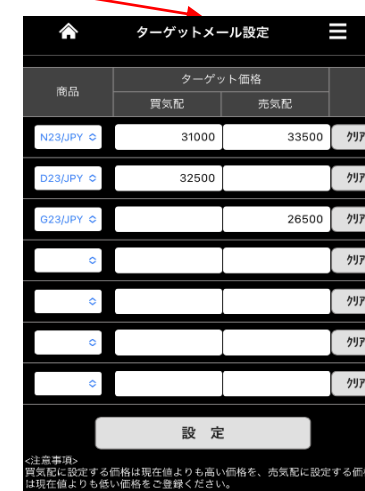 ターゲットメール設定
ターゲット価格
商品
買気配 売気配
N23/JPY 31000 33500 クリア
D23/JPY 32500 クリア
G23/JPY 26500 クリア
クリア
クリア
クリア
クリア
設 定
<注意事項>
買気配に設定する価格は現在値よりも高い価格を、売気配に設定する価
は現在値よりも低い価格をご登録ください。